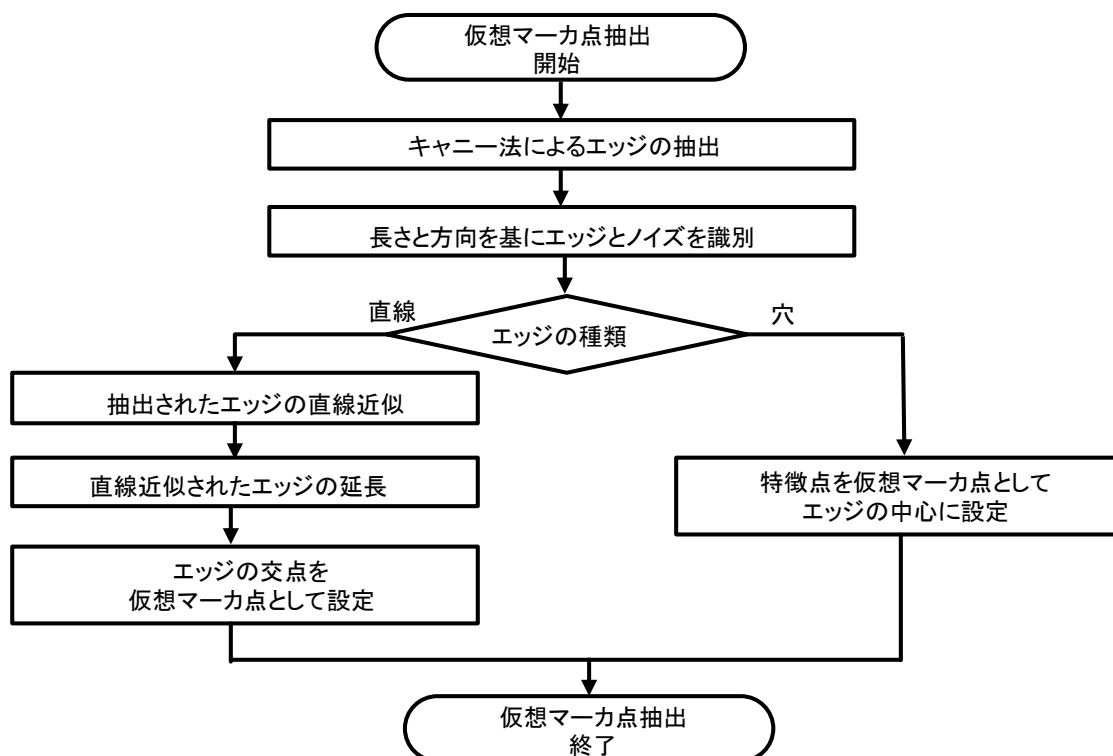 仮想マーカ点抽出
開始
キャニー法によるエッジの抽出
長さと方向を基にエッジとノイズを識別
直線
エッジの種類
穴
抽出されたエッジの直線近似
直線近似されたエッジの延長
エッジの交点を
仮想マーカ点として設定
特徴点を仮想マーカ点として
エッジの中心に設定
仮想マーカ点抽出
終了